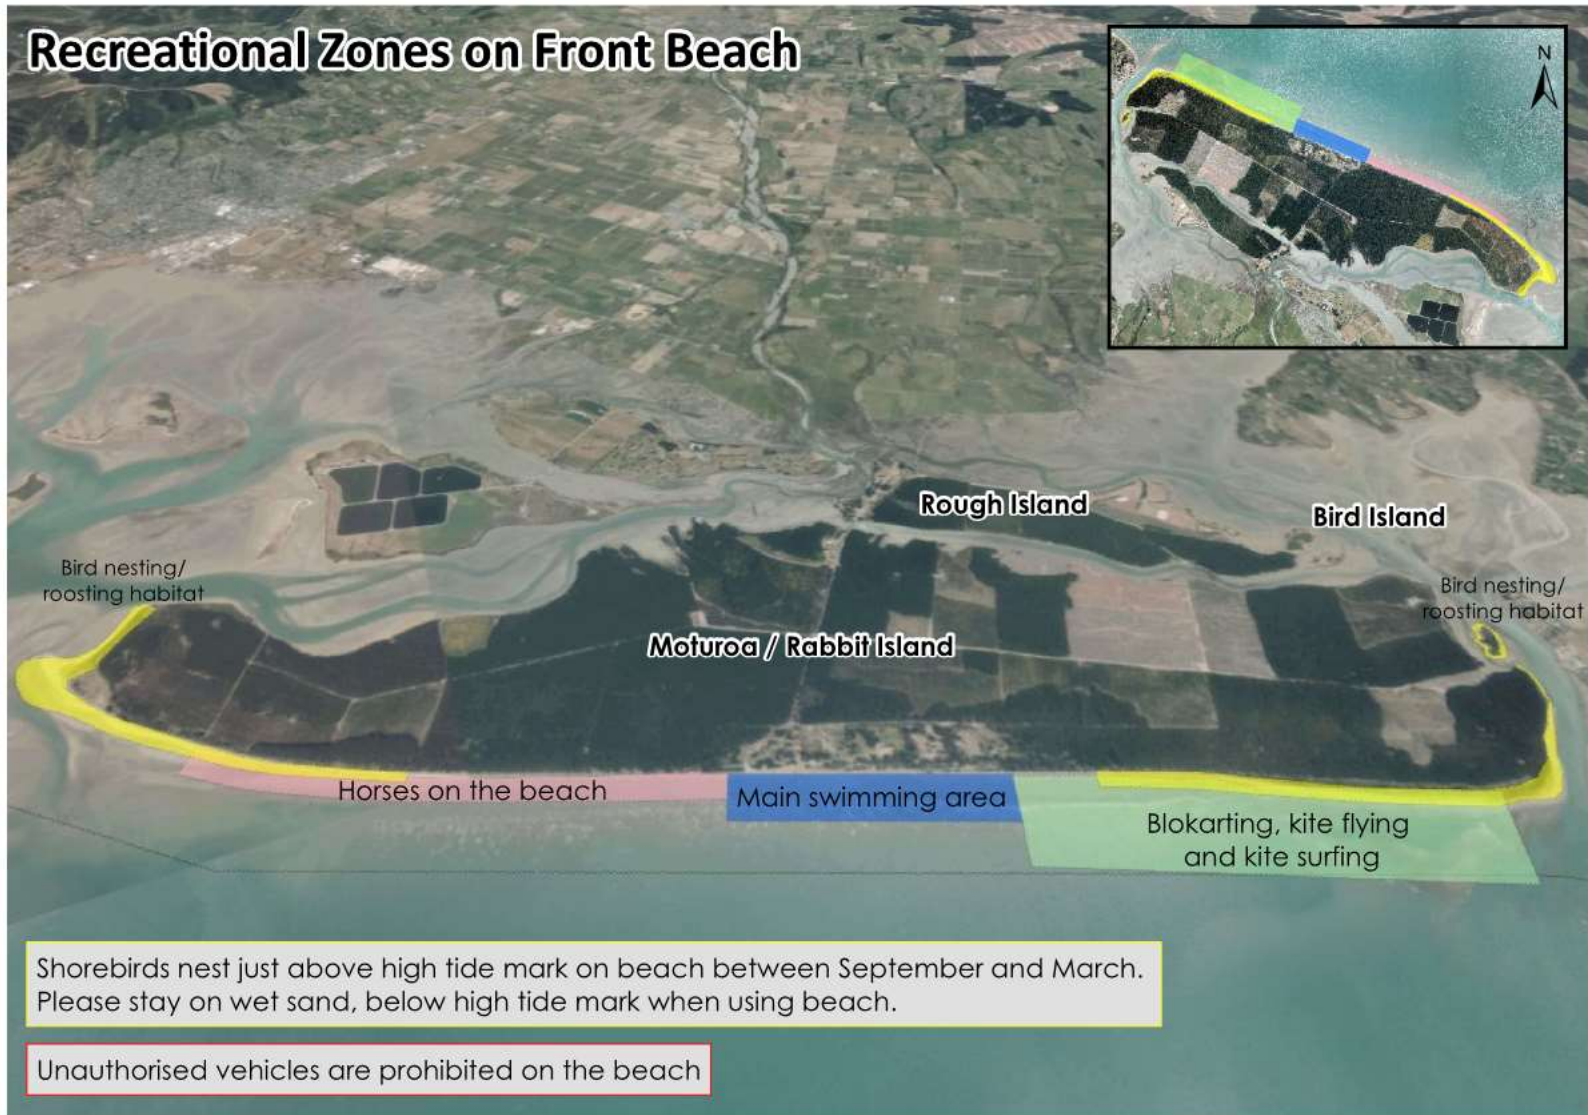 Recreational Zones on Front Beach
N
Rough Island
Bird Island
Bird nesting/
roosting habitat
Bird nesting/
roosting habitat
Moturoa / Rabbit Island
Horses on the beach
Main swimming area
Blokarting, kite flying
and kite surfing
Shorebirds nest just above high tide mark on beach between September and March.
Please stay on wet sand, below high tide mark when using beach.
Unauthorised vehicles are prohibited on the beach